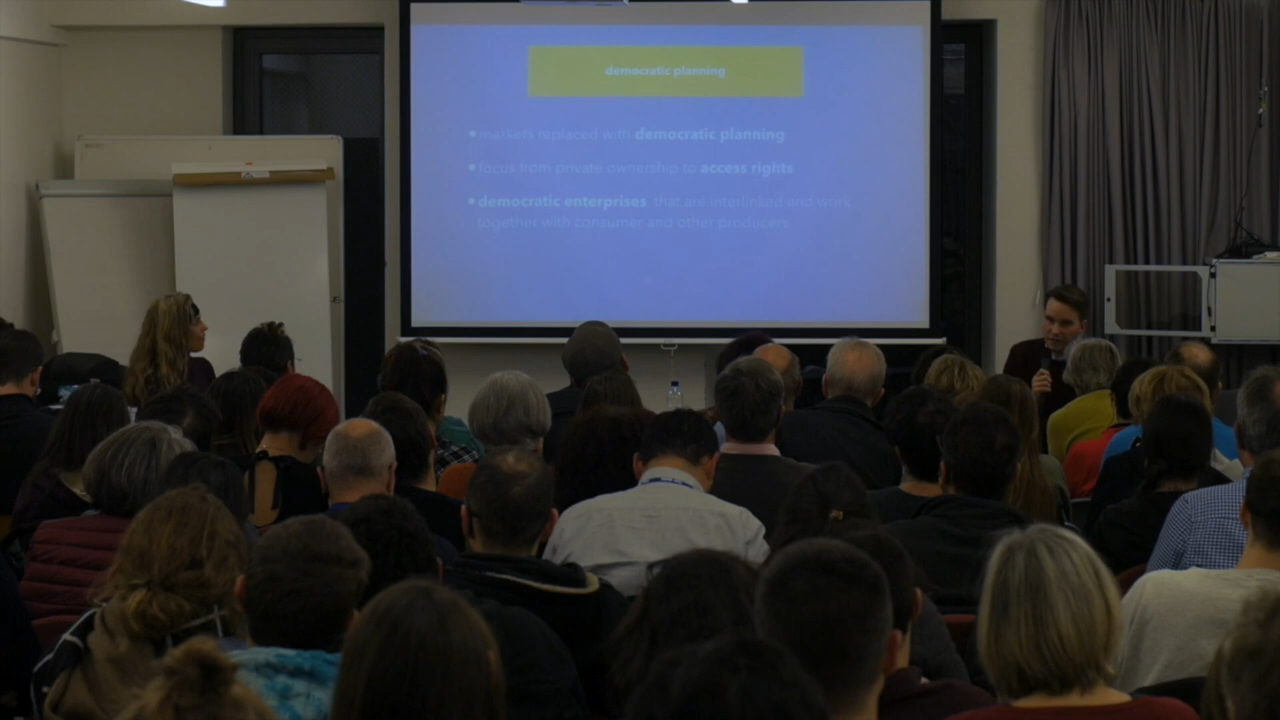 democratic planning
• markets replaced with democratic planning
• focus from private ownership to access rights
• democratic enterprises that are interlinked and work
together with consumer and other producers